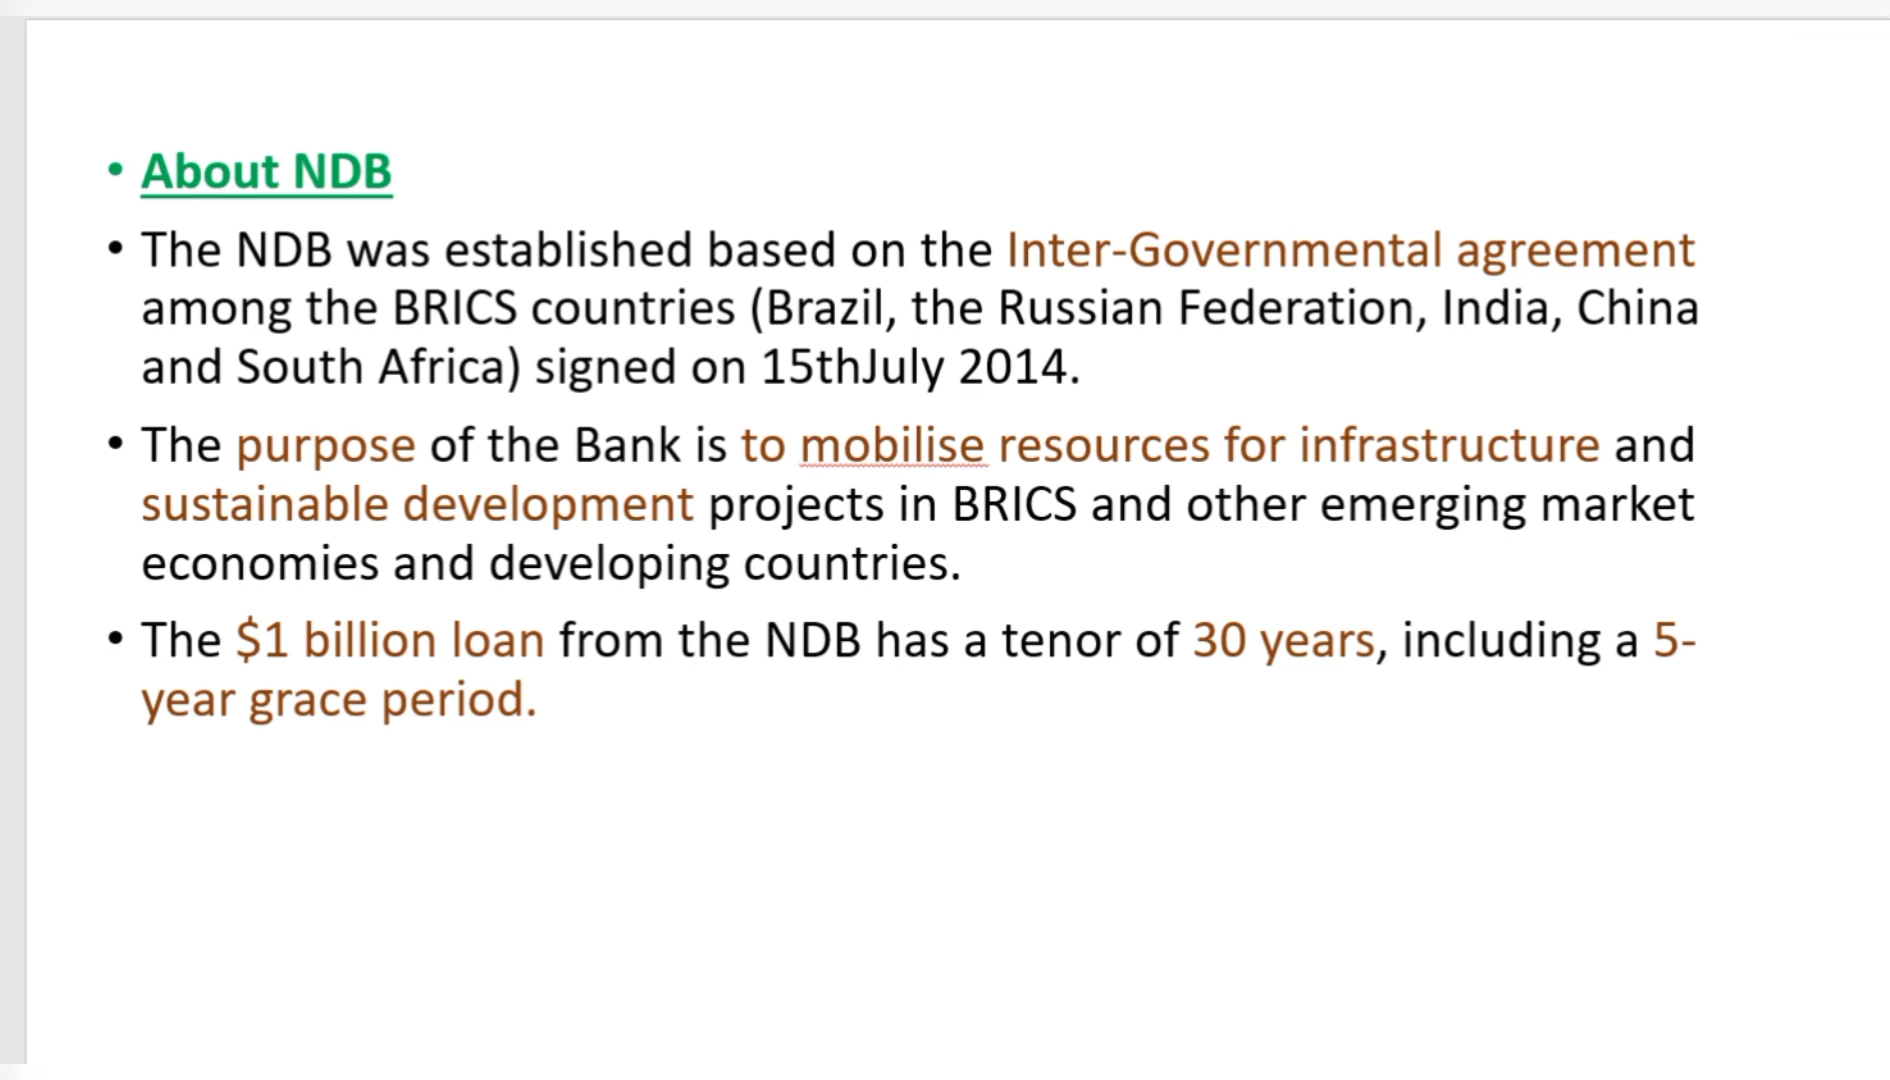 • About NDB
• The NDB was established based on the Inter-Governmental agreement
among the BRICS countries (Brazil, the Russian Federation, India, China
and South Africa) signed on 15thJuly 2014.
• The purpose of the Bank is to mobilise resources for infrastructure and
sustainable development projects in BRICS and other emerging market
economies and developing countries.
• The $1 billion loan from the NDB has a tenor of 30 years, including a 5-
year grace period.